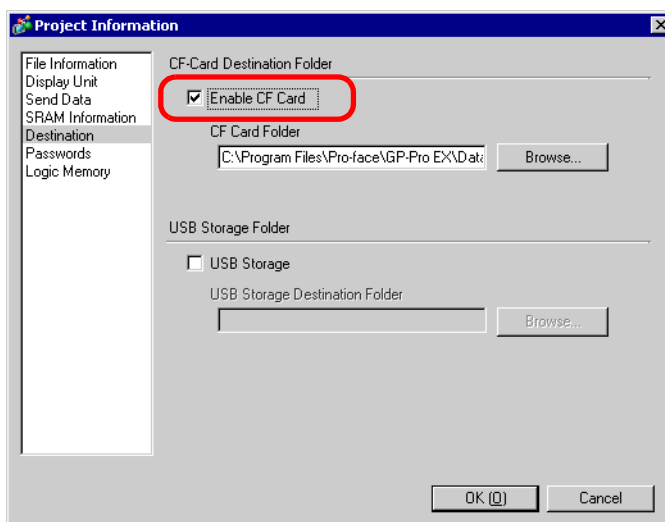 Project Information
File Information
Display Unit
Send Data
SRAM Information
Destination
Passwords
Logic Memory
CF-Card Destination Folder
Enable CF Card
CF Card Folder
C:\Program Files\Pro-face\GP-Pro EX\Data
Browse...
USB Storage Folder
USB Storage
USB Storage Destination Folder
Browse...
OK (O)
Cancel